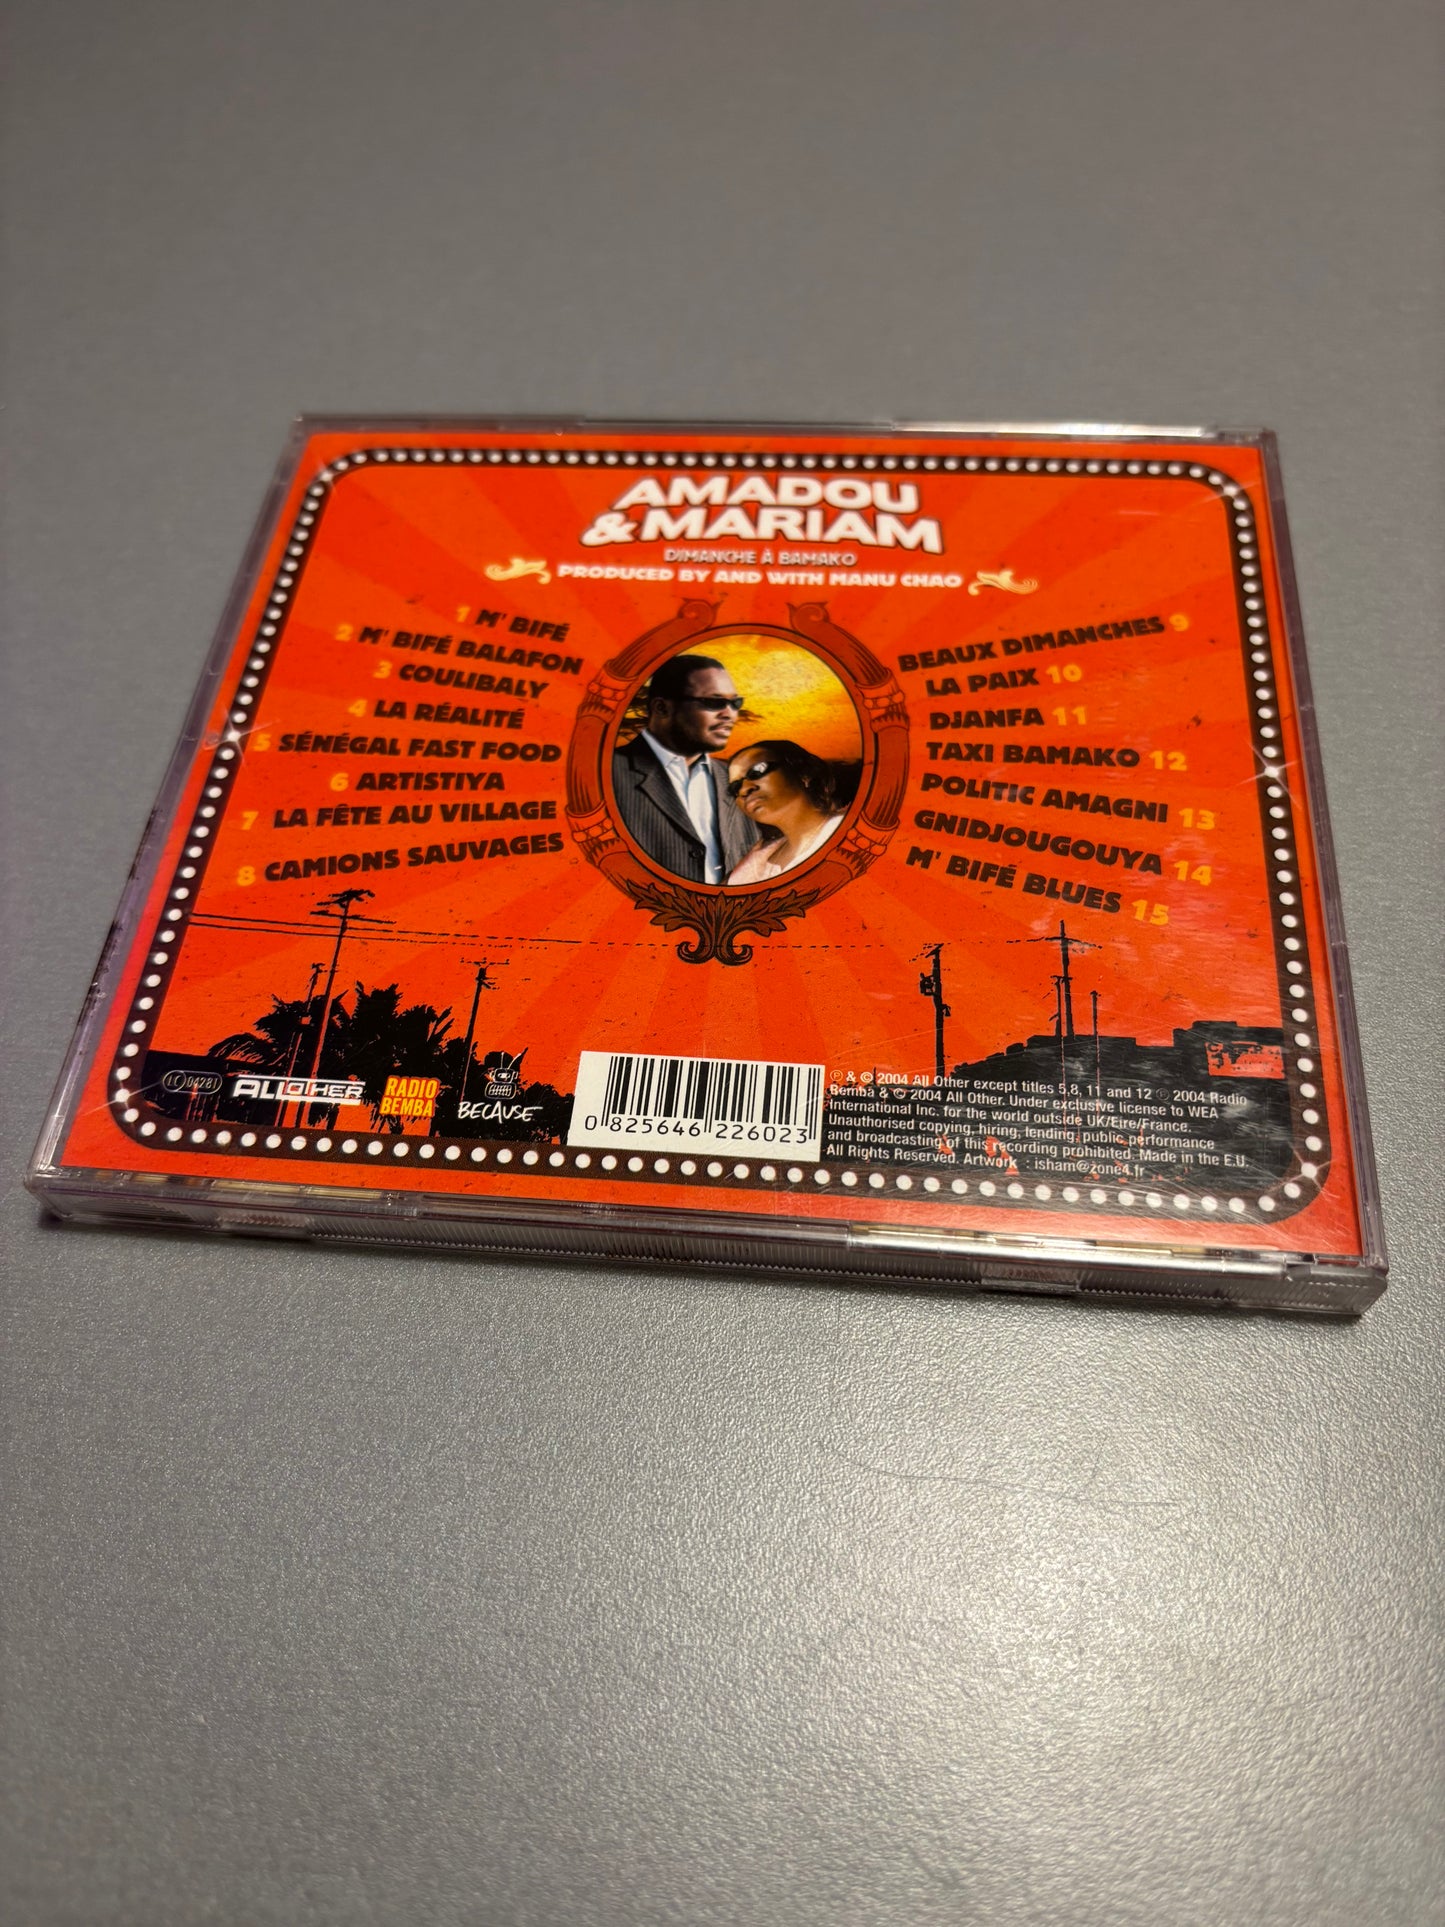 AMADOU
& MARIAM
DIMANCHE À BAMAKO
PRODUCED BY AND WITH MANU CHAO
1 M' BIFÉ
2 M' BIFÉ BALAFON
3 COULIBALY
4 LA RÉALITÉ
5 SÉNÉGAL FAST FOOD
6 ARTISTIYA
7 LA FÊTE AU VILLAGE
8 CAMIONS SAUVAGES
BEAUX DIMANCHES 9
LA PAIX 10
DJANFA 11
TAXI BAMAKO 12
POLITIC AMAGNI 13
GNIDJOUGOUYA 14
M' BIFÉ BLUES 15
LC 04281
ALL OTHER
RADIO
BEMBA
BECAUSE
0 825646 226023
℗ & © 2004 All Other except titles 5,8, 11 and 12 ℗ 2004 Radio
Bemba & © 2004 All Other. Under exclusive license to WEA
International Inc. for the world outside UK/Eire/France.
Unauthorised copying, hiring, lending, public performance
and broadcasting of this recording prohibited. Made in the E.U.
All Rights Reserved. Artwork : isham@zone4.fr